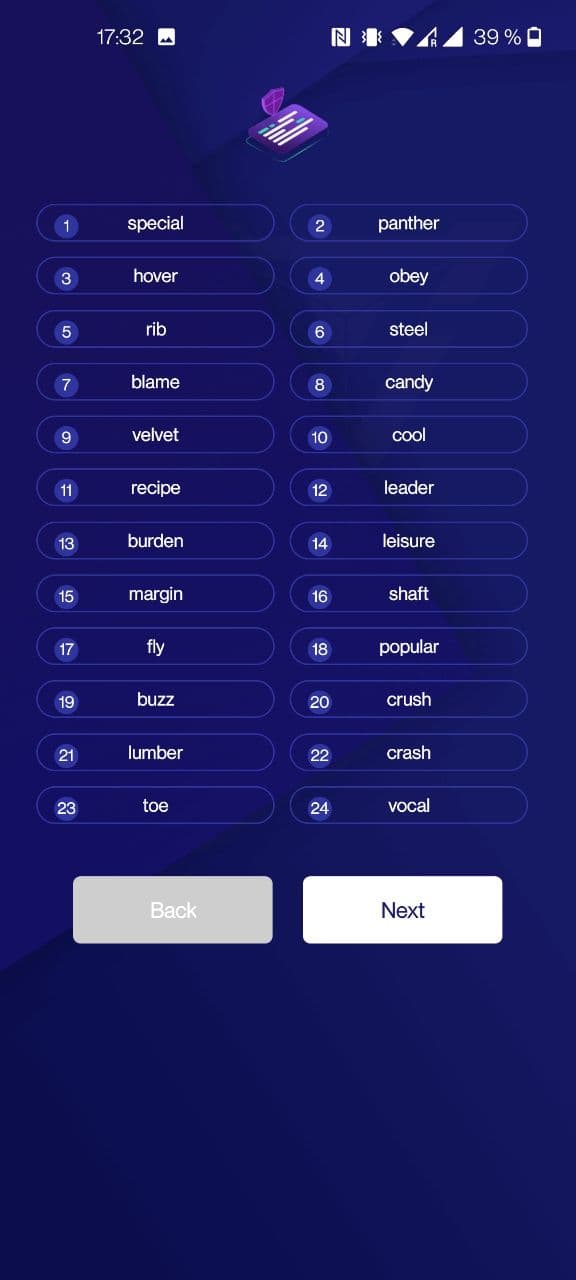 17:32 R 39 %
1 special 2 panther
3 hover 4 obey
5 rib 6 steel
7 blame 8 candy
9 velvet 10 cool
11 recipe 12 leader
13 burden 14 leisure
15 margin 16 shaft
17 fly 18 popular
19 buzz 20 crush
21 lumber 22 crash
23 toe 24 vocal
Back Next